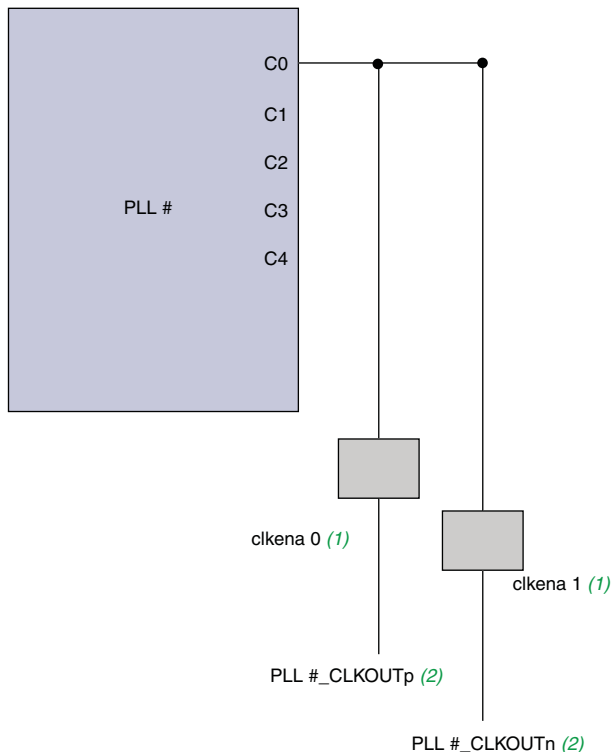 C0
C1
C2
PLL #
C3
C4
clkena 0 (1)
clkena 1 (1)
PLL #_CLKOUTp (2)
PLL #_CLKOUTn (2)